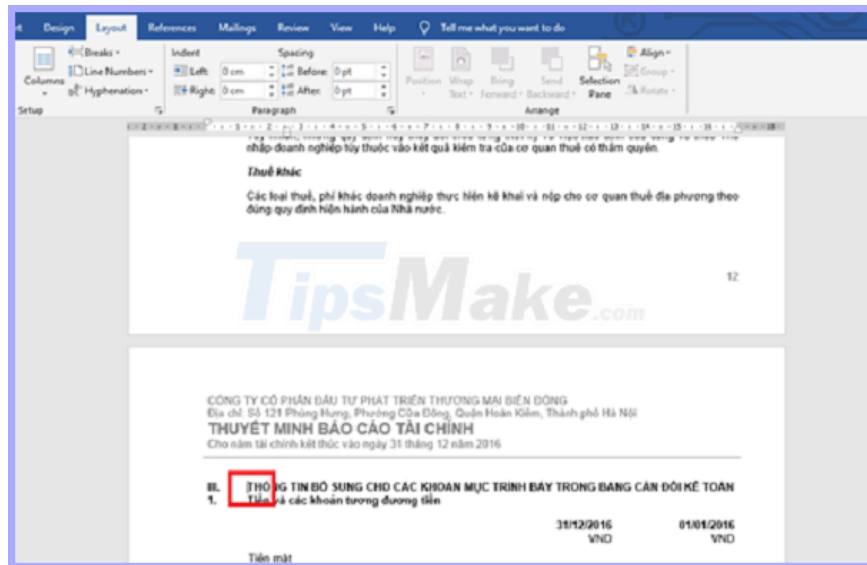 Design Layout References Mailings Review View Help Tell me what you want to do
Breaks Indent Spacing Align
Columns Line Numbers Left: 0 cm Before: 0 pt Position Wrap Bring Send Selection Group
Hyphenation Right: 0 cm After: 0 pt Text Forward Backward Pane Rotate
Setup Paragraph Arrange
nhập doanh nghiệp tùy thuộc vào kết quả kiểm tra của cơ quan thuế có thẩm quyền.
Thuế khác
Các loại thuế, phí khác doanh nghiệp thực hiện kê khai và nộp cho cơ quan thuế địa phương theo
đúng quy định hiện hành của Nhà nước.
TipsMake.com
12
CÔNG TY CỔ PHẦN ĐẦU TƯ PHÁT TRIỂN THƯƠNG MẠI BIỂN ĐÔNG
Địa chỉ: Số 121 Phùng Hưng, Phường Cửa Đông, Quận Hoàn Kiếm, Thành phố Hà Nội
THUYẾT MINH BÁO CÁO TÀI CHÍNH
Cho năm tài chính kết thúc vào ngày 31 tháng 12 năm 2016
III. THÔNG TIN BỔ SUNG CHO CÁC KHOẢN MỤC TRÌNH BÀY TRONG BẢNG CÂN ĐỐI KẾ TOÁN
1. Tiền và các khoản tương đương tiền
31/12/2016 01/01/2016
VND VND
Tiền mặt